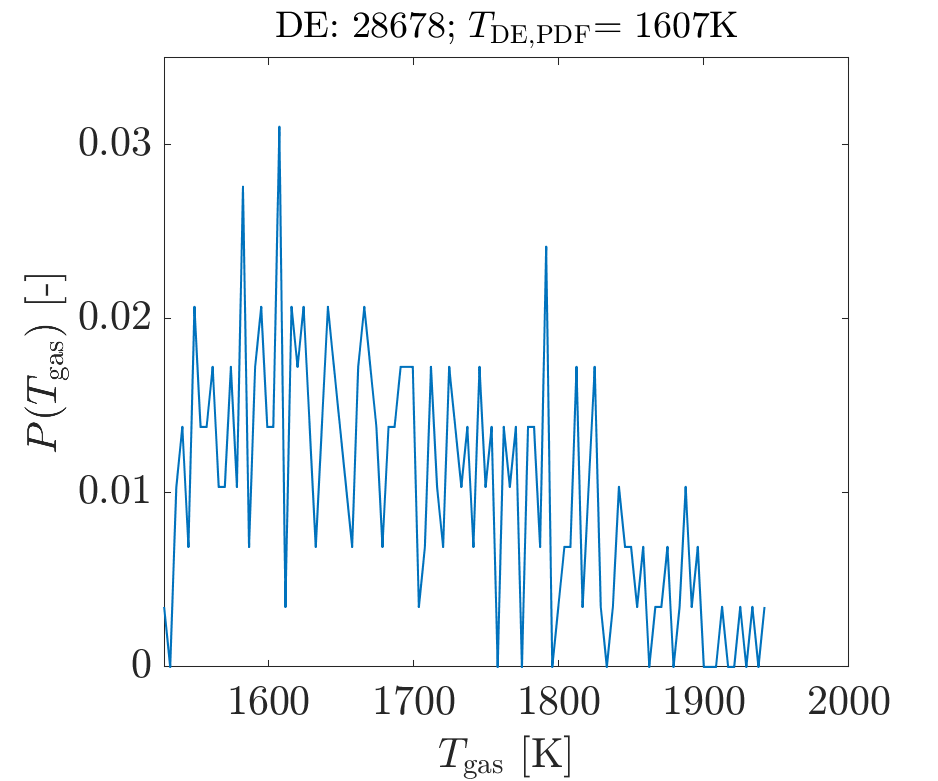 DE: 28678; T_DE,PDF= 1607K
P(T_gas) [-]
0.03
0.02
0.01
0
1600 1700 1800 1900 2000
T_gas [K]